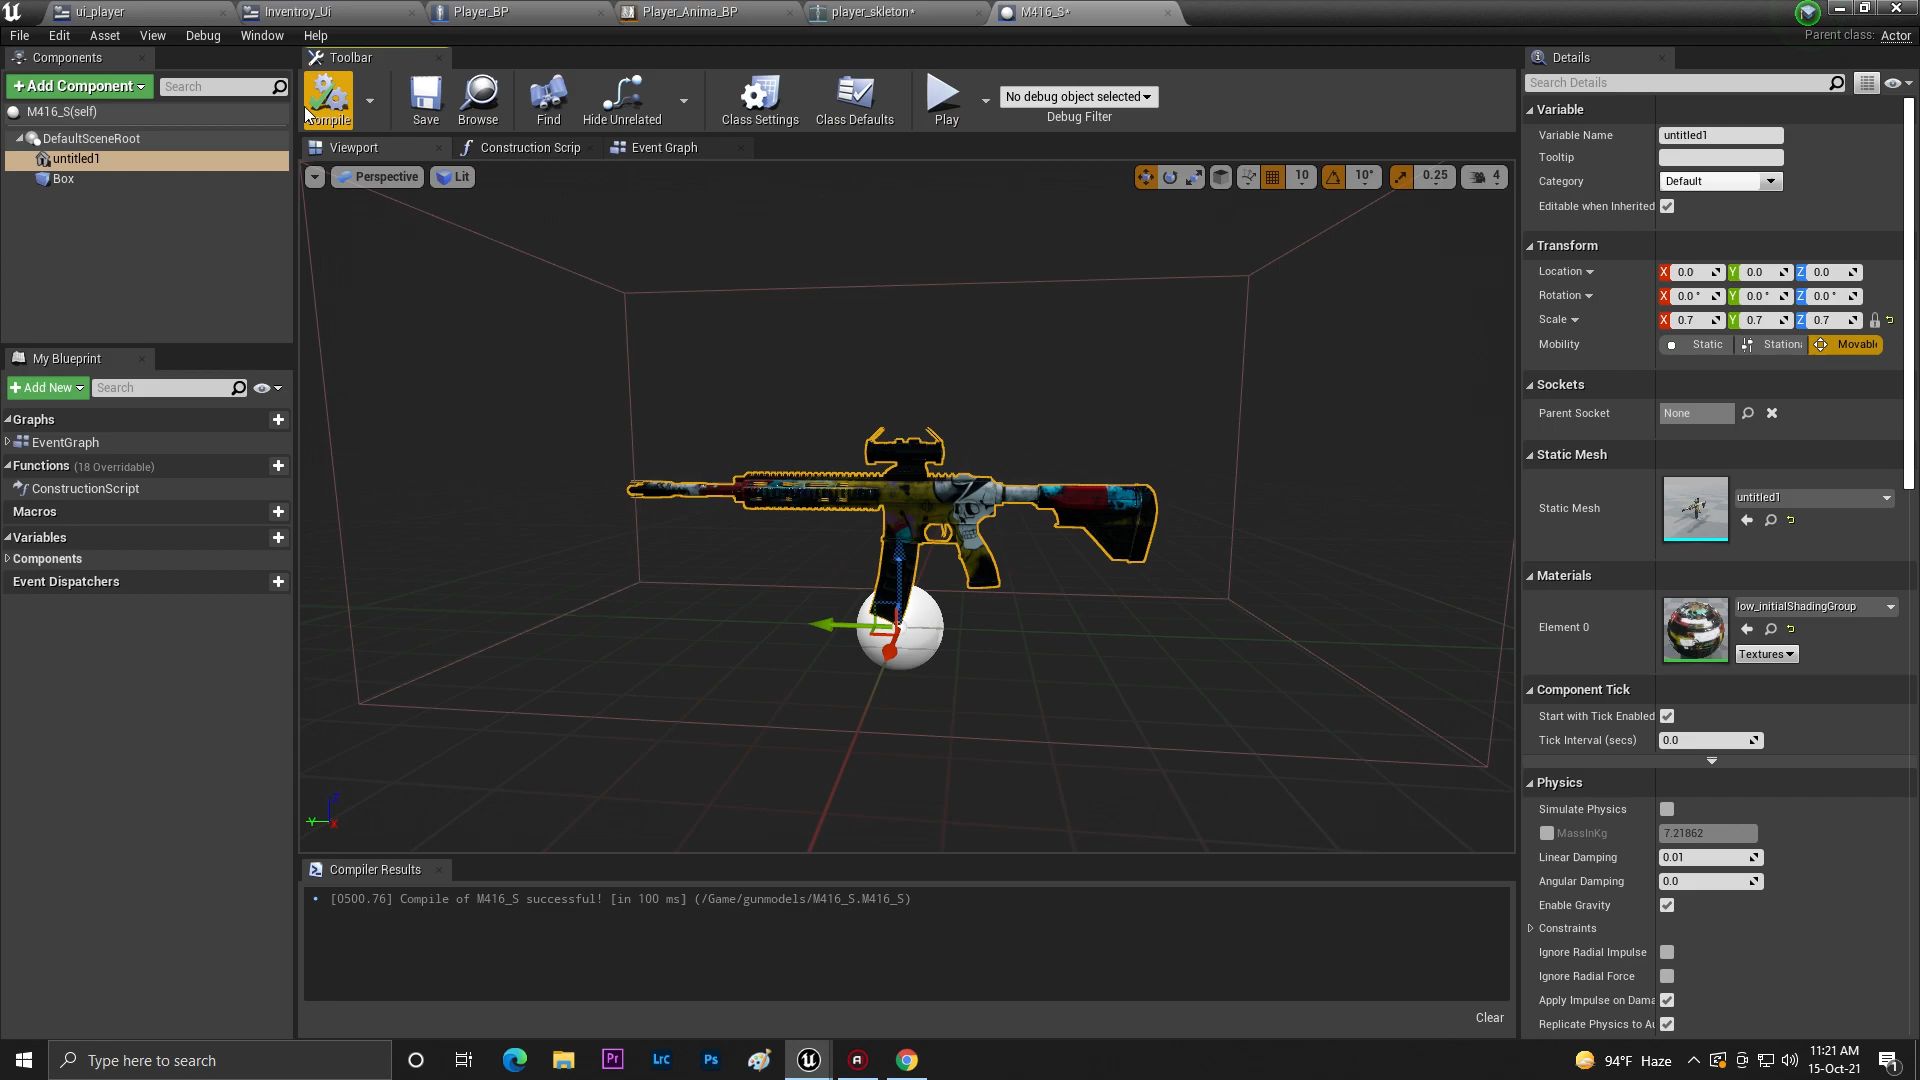 ui_player
Inventroy_Ui
Player_BP
Player_Anima_BP
player_skleton*
M416_S*
File Edit Asset View Debug Window Help
Parent class: Actor
Components
Toolbar
Details
+Add Component
Search
Compile
Save
Browse
Find
Hide Unrelated
Class Settings
Class Defaults
Play
No debug object selected
Debug Filter
Search Details
M416_S(self)
DefaultSceneRoot
untitled1
Box
Viewport
Construction Scrip
Event Graph
Perspective
Lit
10
10°
0.25
4
Variable
Variable Name untitled1
Tooltip
Category Default
Editable when Inherited
Transform
Location X 0.0 Y 0.0 Z 0.0
Rotation X 0.0 ° Y 0.0 ° Z 0.0 °
Scale X 0.7 Y 0.7 Z 0.7
Mobility Static Stationa Movable
Sockets
Parent Socket None
Static Mesh
Static Mesh untitled1
Materials
Element 0 low_initialShadingGroup
Textures
Component Tick
Start with Tick Enabled
Tick Interval (secs) 0.0
Physics
Simulate Physics
MassInKg 7.21862
Linear Damping 0.01
Angular Damping 0.0
Enable Gravity
Constraints
Ignore Radial Impulse
Ignore Radial Force
Apply Impulse on Dama
Replicate Physics to Au
My Blueprint
+Add New
Search
Graphs
EventGraph
Functions (18 Overridable)
ConstructionScript
Macros
Variables
Components
Event Dispatchers
Z
Y
X
Compiler Results
[0500.76] Compile of M416_S successful! [in 100 ms] (/Game/gunmodels/M416_S.M416_S)
Clear
Type here to search
Pr
Lrc
Ps
94°F Haze
11:21 AM
15-Oct-21
1